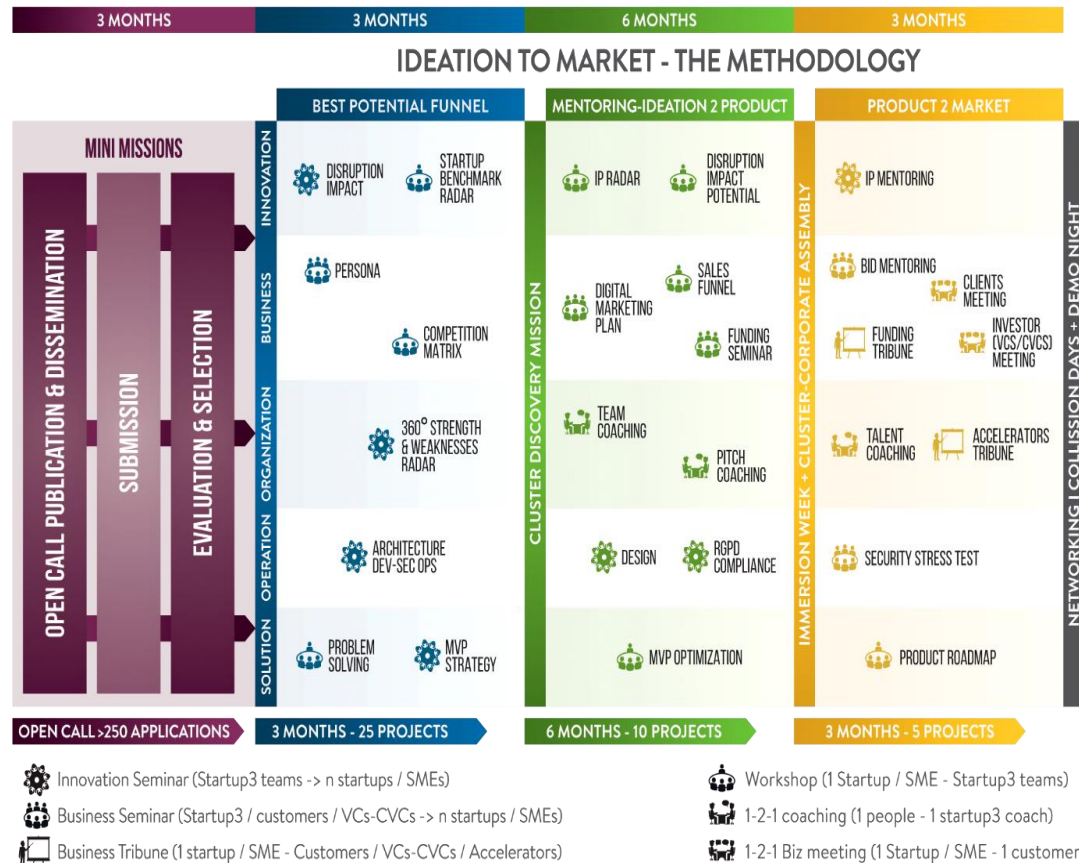 3 MONTHS
3 MONTHS
6 MONTHS
3 MONTHS
IDEATION TO MARKET - THE METHODOLOGY
BEST POTENTIAL FUNNEL
MENTORING-IDEATION 2 PRODUCT
PRODUCT 2 MARKET
MINI MISSIONS
OPEN CALL PUBLICATION & DISSEMINATION
SUBMISSION
EVALUATION & SELECTION
INNOVATION
BUSINESS
ORGANIZATION
OPERATION
SOLUTION
DISRUPTION
IMPACT
STARTUP
BENCHMARK
RADAR
PERSONA
COMPETITION
MATRIX
360° STRENGTH
& WEAKNESSES
RADAR
ARCHITECTURE
DEV-SEC OPS
PROBLEM
SOLVING
MVP
STRATEGY
CLUSTER DISCOVERY MISSION
IP RADAR
DISRUPTION
IMPACT
POTENTIAL
DIGITAL
MARKETING
PLAN
SALES
FUNNEL
FUNDING
SEMINAR
TEAM
COACHING
PITCH
COACHING
DESIGN
RGPD
COMPLIANCE
MVP OPTIMIZATION
IMMERSION WEEK + CLUSTER-CORPORATE ASSEMBLY
IP MENTORING
BID MENTORING
CLIENTS
MEETING
FUNDING
TRIBUNE
INVESTOR
(VCS/CVCS)
MEETING
TALENT
COACHING
ACCELERATORS
TRIBUNE
SECURITY STRESS TEST
PRODUCT ROADMAP
NETWORKING I COLLISSION DAYS + DEMO NIGHT
OPEN CALL >250 APPLICATIONS
3 MONTHS - 25 PROJECTS
6 MONTHS - 10 PROJECTS
3 MONTHS - 5 PROJECTS
Innovation Seminar (Startup3 teams -> n startups / SMEs)
Business Seminar (Startup3 / customers / VCs-CVCs -> n startups / SMEs)
Business Tribune (1 Startup / SME - Customers / VCs-CVCs / Accelerators)
Workshop (1 Startup / SME - Startup3 teams)
1-2-1 coaching (1 people - 1 startup3 coach)
1-2-1 Biz meeting (1 Startup / SME - 1 customer